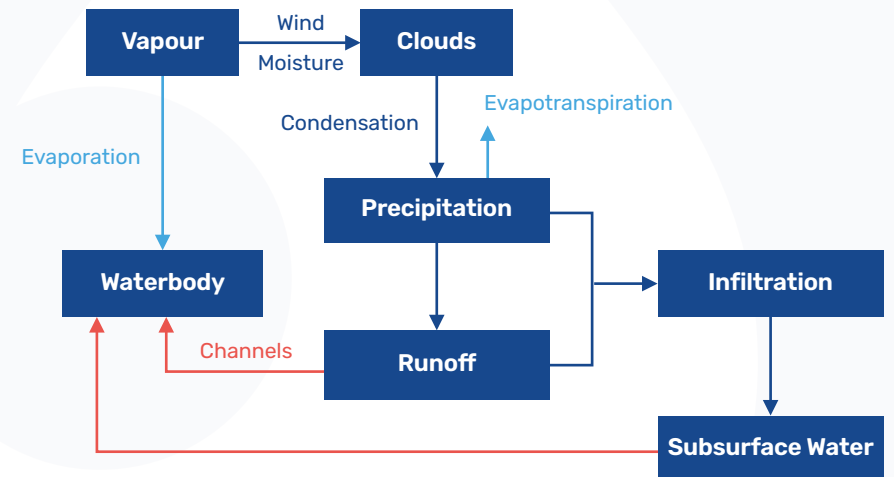 Wind
Vapour
Clouds
Moisture
Evapotranspiration
Condensation
Evaporation
Precipitation
Waterbody
Infiltration
Channels
Runoff
Subsurface Water